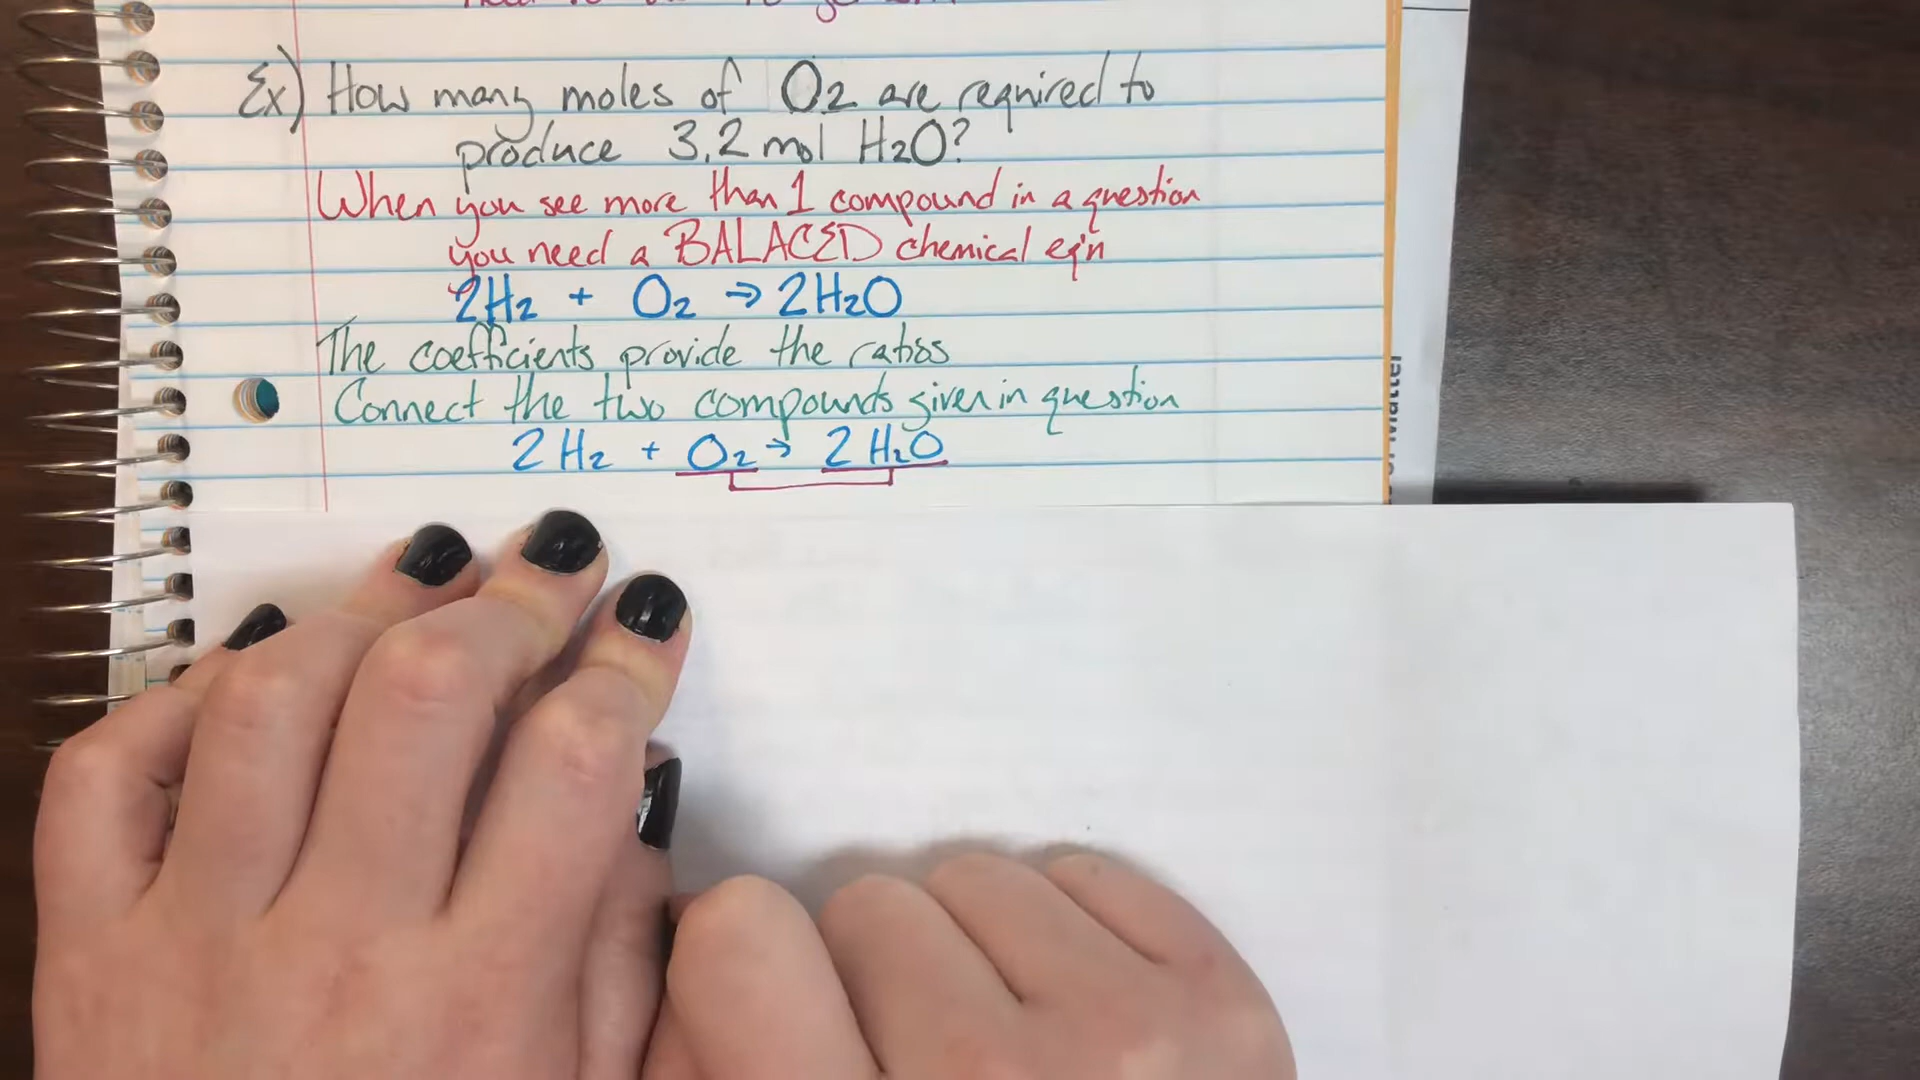 Ex) How many moles of O2 are required to
produce 3.2 mol H2O?
When you see more than 1 compound in a question
you need a BALACED chemical eq'n
2H2 + O2 → 2H2O
The coefficients provide the ratios
Connect the two compounds given in question
2 H2 + O2 → 2 H2O
Matter